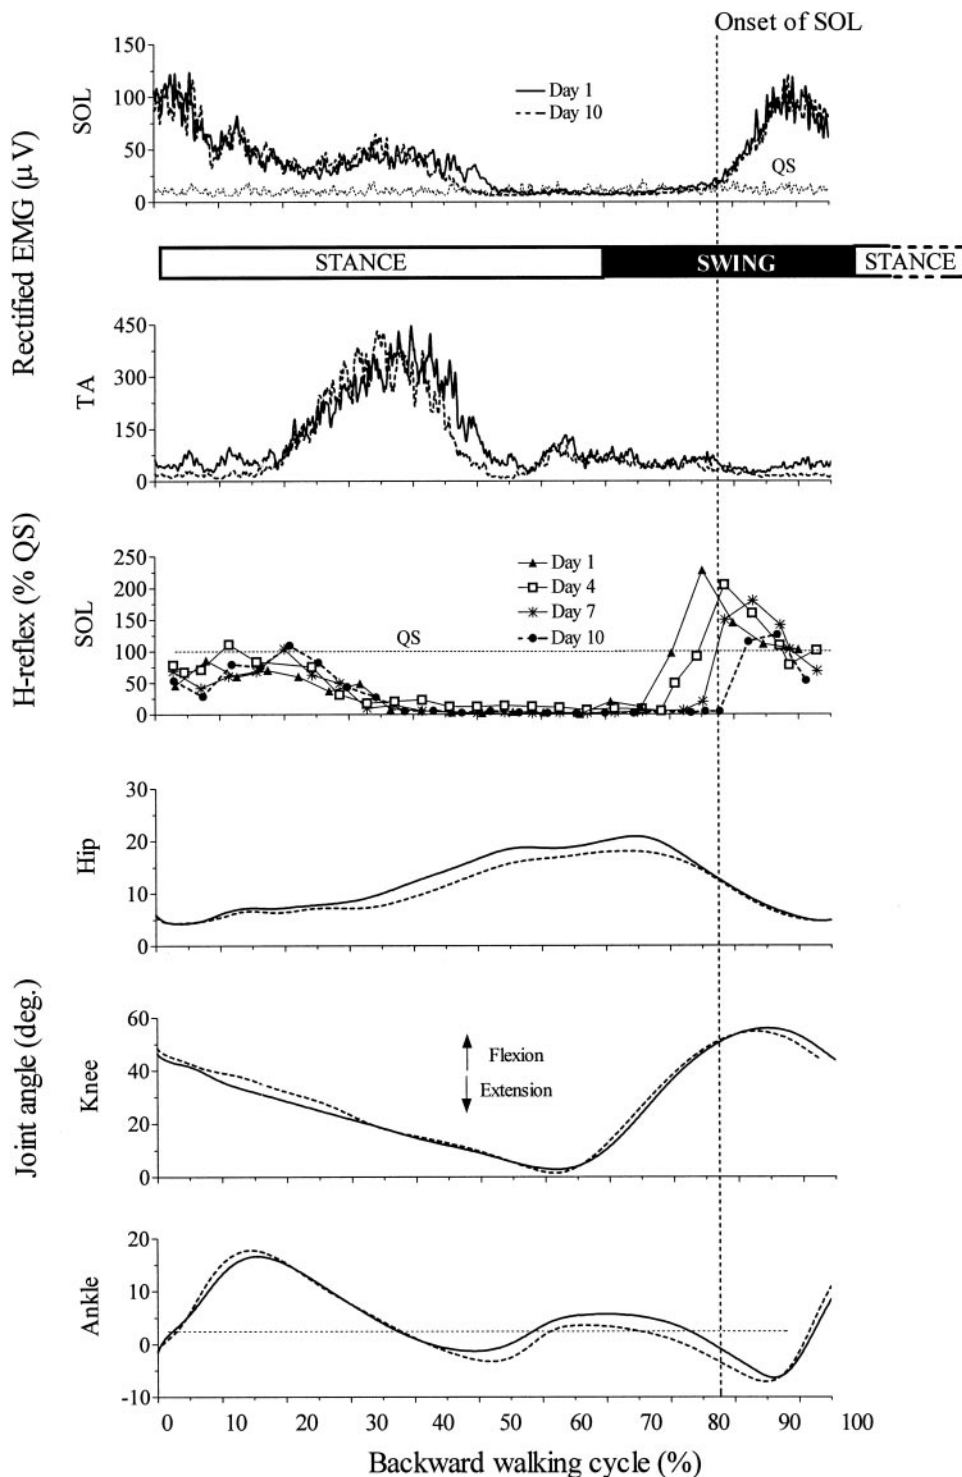 Onset of SOL
Rectified EMG (μ V)
SOL
150
100
50
0
Day 1
Day 10
QS
STANCE
SWING
STANCE
TA
450
300
150
0
H-reflex (% QS)
SOL
250
200
150
100
50
0
Day 1
Day 4
Day 7
Day 10
QS
Joint angle (deg.)
Hip
30
20
10
0
Knee
60
40
20
0
Flexion
Extension
Ankle
20
10
0
-10
0 10 20 30 40 50 60 70 80 90 100
Backward walking cycle (%)